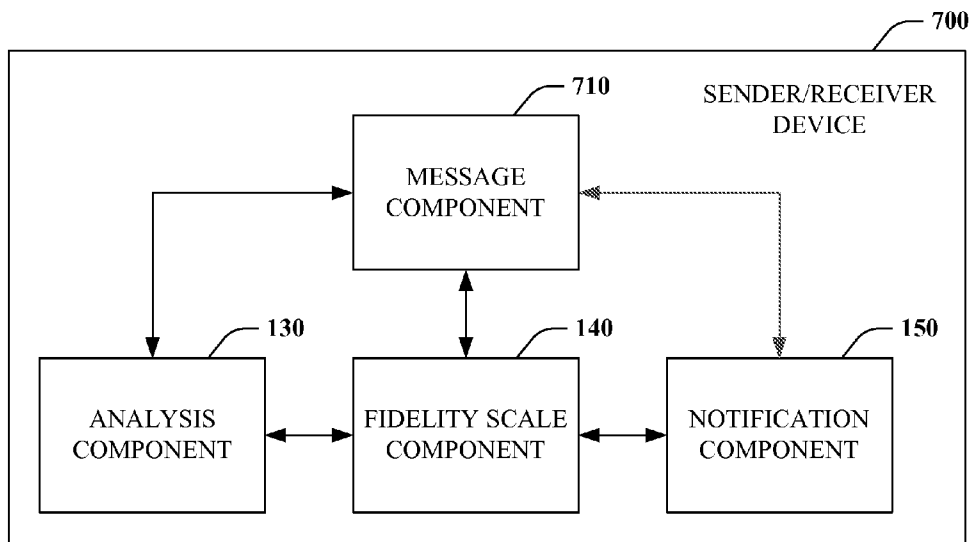 700
SENDER/RECEIVER
DEVICE
710
MESSAGE
COMPONENT
130
140
150
ANALYSIS
COMPONENT
FIDELITY SCALE
COMPONENT
NOTIFICATION
COMPONENT